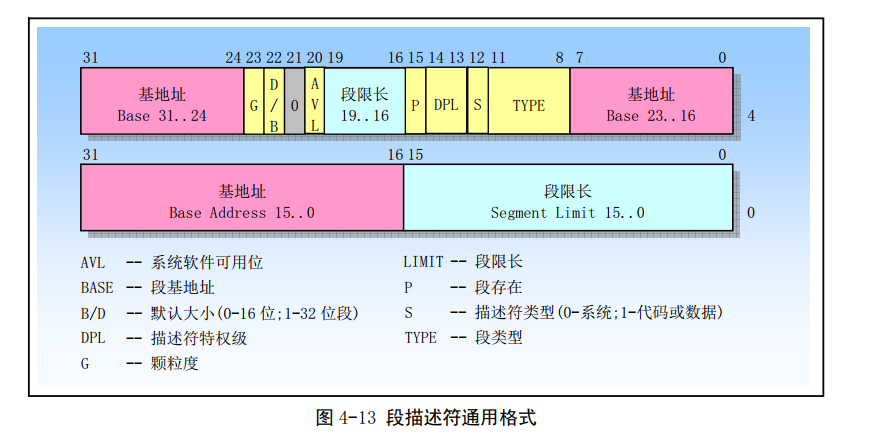 31 24 23 22 21 20 19 16 15 14 13 12 11 8 7 0
基地址
Base 31..24
G
D
/
B
0
A
V
L
段限长
19..16
P
DPL
S
TYPE
基地址
Base 23..16
4
31 16 15 0
基地址
Base Address 15..0
段限长
Segment Limit 15..0
0
AVL -- 系统软件可用位
LIMIT -- 段限长
BASE -- 段基地址
P -- 段存在
B/D -- 默认大小(0-16 位;1-32 位段)
S -- 描述符类型(0-系统;1-代码或数据)
DPL -- 描述符特权级
TYPE -- 段类型
G -- 颗粒度
图 4-13 段描述符通用格式